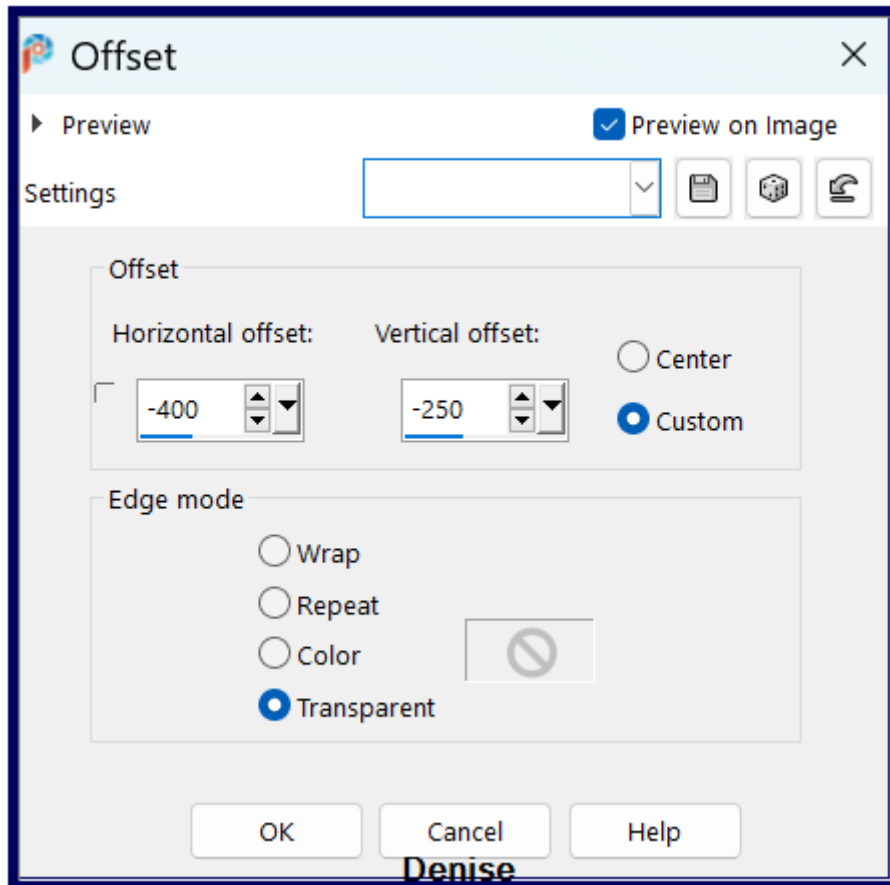 Offset
Preview
Preview on Image
Settings
Offset
Horizontal offset:
Vertical offset:
Center
-400
-250
Custom
Edge mode
Wrap
Repeat
Color
Transparent
OK
Cancel
Help
Denise